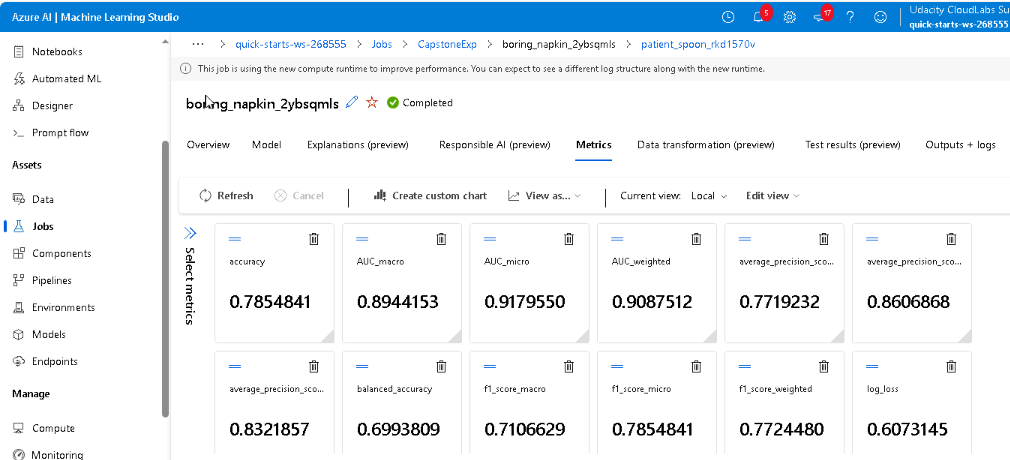 Azure AI | Machine Learning Studio
5
17
Udacity CloudLabs Su
quick-starts-ws-268555
Notebooks
Automated ML
Designer
Prompt flow
Assets
Data
Jobs
Components
Pipelines
Environments
Models
Endpoints
Manage
Compute
Monitoring
··· > quick-starts-ws-268555 > Jobs > CapstoneExp > boring_napkin_2ybsqmls > patient_spoon_rkd1570v
This job is using the new compute runtime to improve performance. You can expect to see a different log structure along with the new runtime.
boring_napkin_2ybsqmls Completed
Overview Model Explanations (preview) Responsible AI (preview) Metrics Data transformation (preview) Test results (preview) Outputs + logs
Refresh Cancel Create custom chart View as... Current view: Local Edit view
Select metrics
accuracy AUC_macro AUC_micro AUC_weighted average_precision_sco... average_precision_sco...
0.7854841 0.8944153 0.9179550 0.9087512 0.7719232 0.8606868
average_precision_sco... balanced_accuracy f1_score_macro f1_score_micro f1_score_weighted log_loss
0.8321857 0.6993809 0.7106629 0.7854841 0.7724480 0.6073145